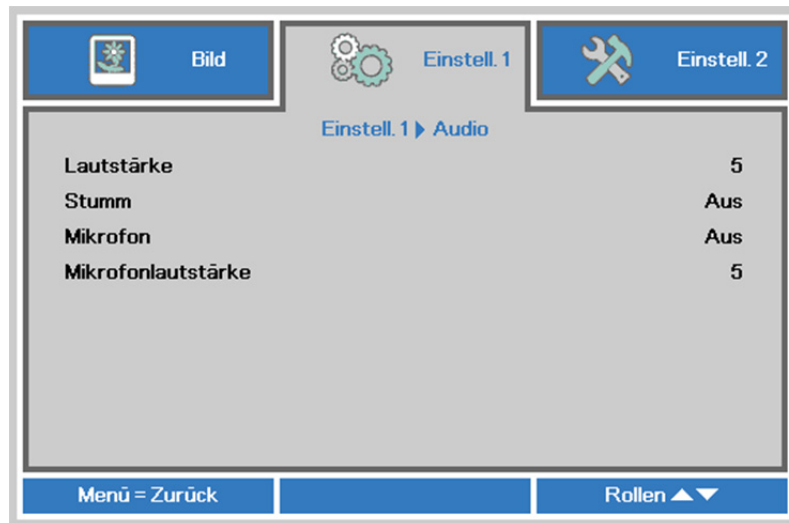 Bild
Einstell. 1
Einstell. 2
Einstell. 1 ▶ Audio
Lautstärke 5
Stumm Aus
Mikrofon Aus
Mikrofonlautstärke 5
Menü = Zurück
Rollen ▲▼